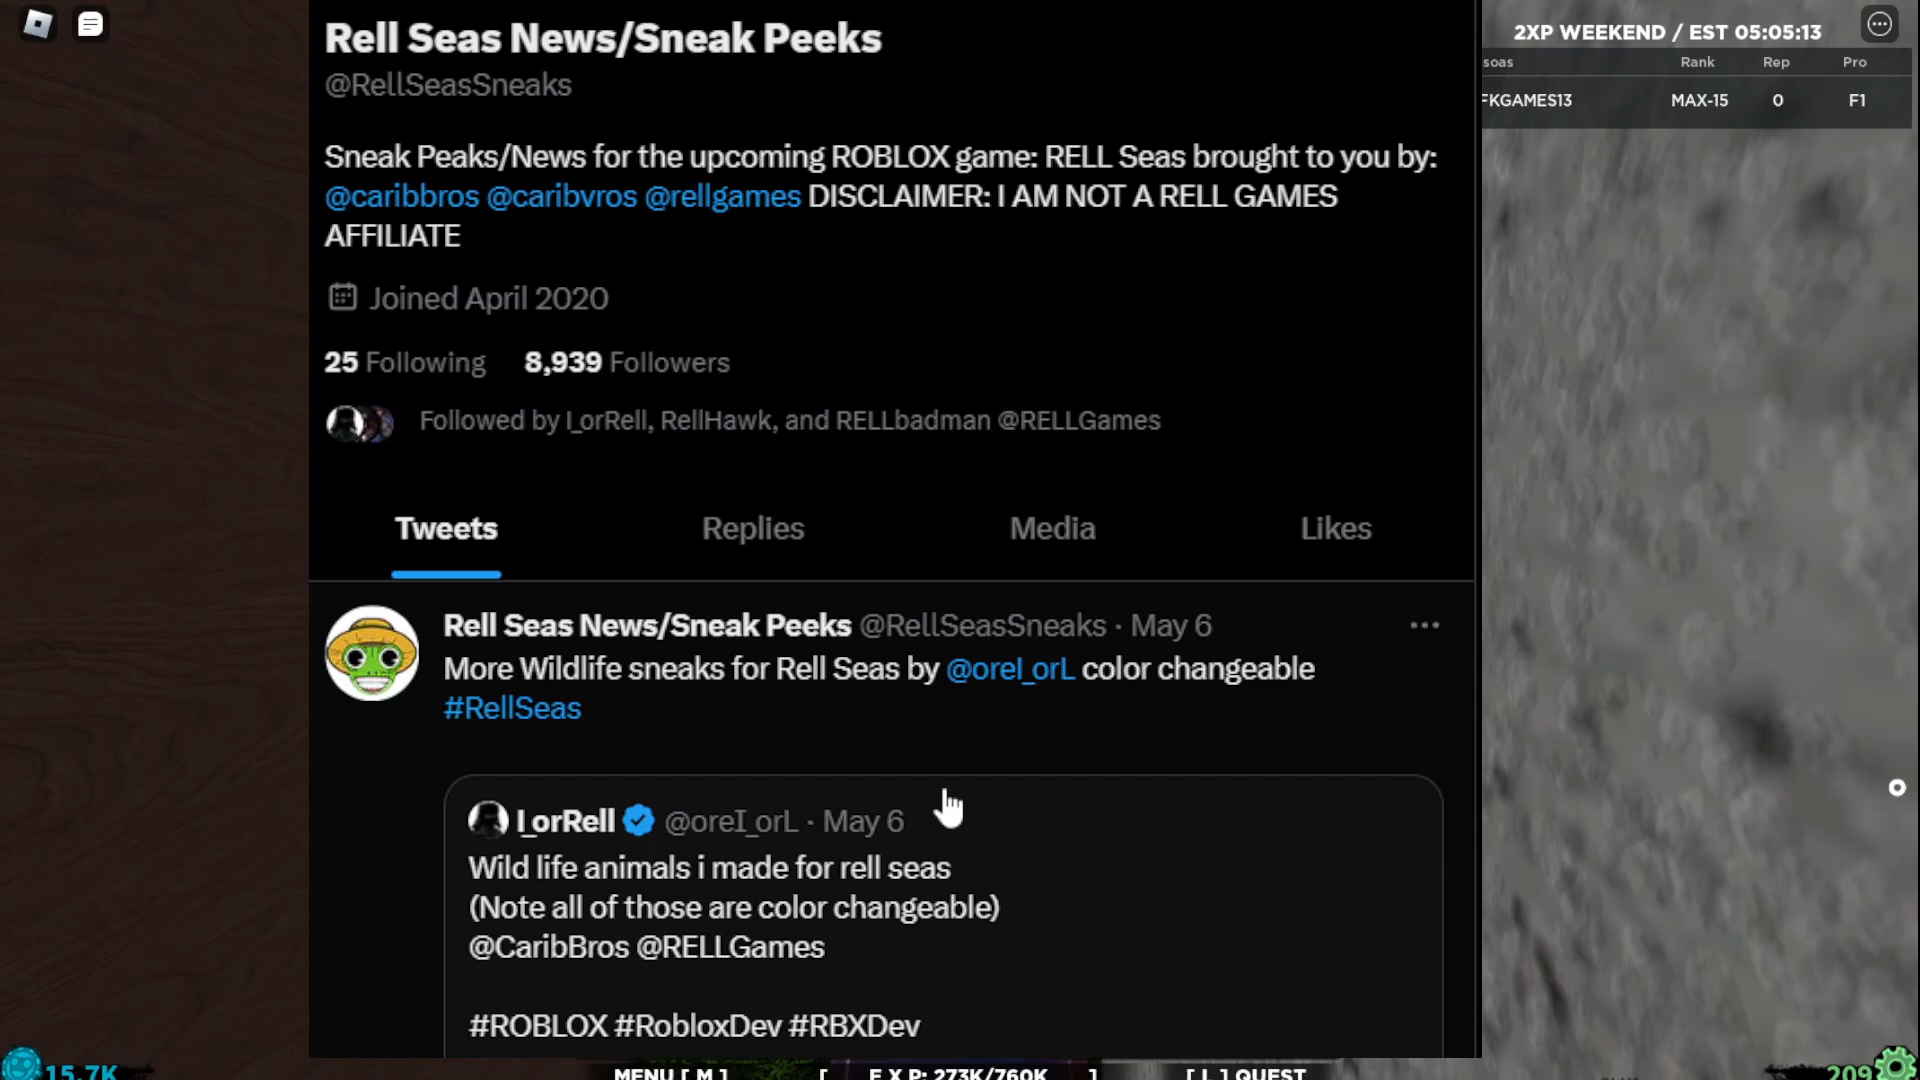 Rell Seas News/Sneak Peeks
@RellSeasSneaks
Sneak Peaks/News for the upcoming ROBLOX game: RELL Seas brought to you by:
@caribbros @caribvros @rellgames DISCLAIMER: I AM NOT A RELL GAMES
AFFILIATE
Joined April 2020
25 Following 8,939 Followers
Followed by I_orRell, RellHawk, and RELLbadman @RELLGames
Tweets Replies Media Likes
Rell Seas News/Sneak Peeks @RellSeasSneaks · May 6
More Wildlife sneaks for Rell Seas by @oreI_orL color changeable
#RellSeas
I_orRell @oreI_orL · May 6
Wild life animals i made for rell seas
(Note all of those are color changeable)
@CaribBros @RELLGames
#ROBLOX #RobloxDev #RBXDev
2XP WEEKEND / EST 05:05:13
soas Rank Rep Pro
FKGAMES13 MAX-15 0 F1
15.7K
MENU [ M ] [ E X P: 273K/760K ] [ L ] QUEST
209